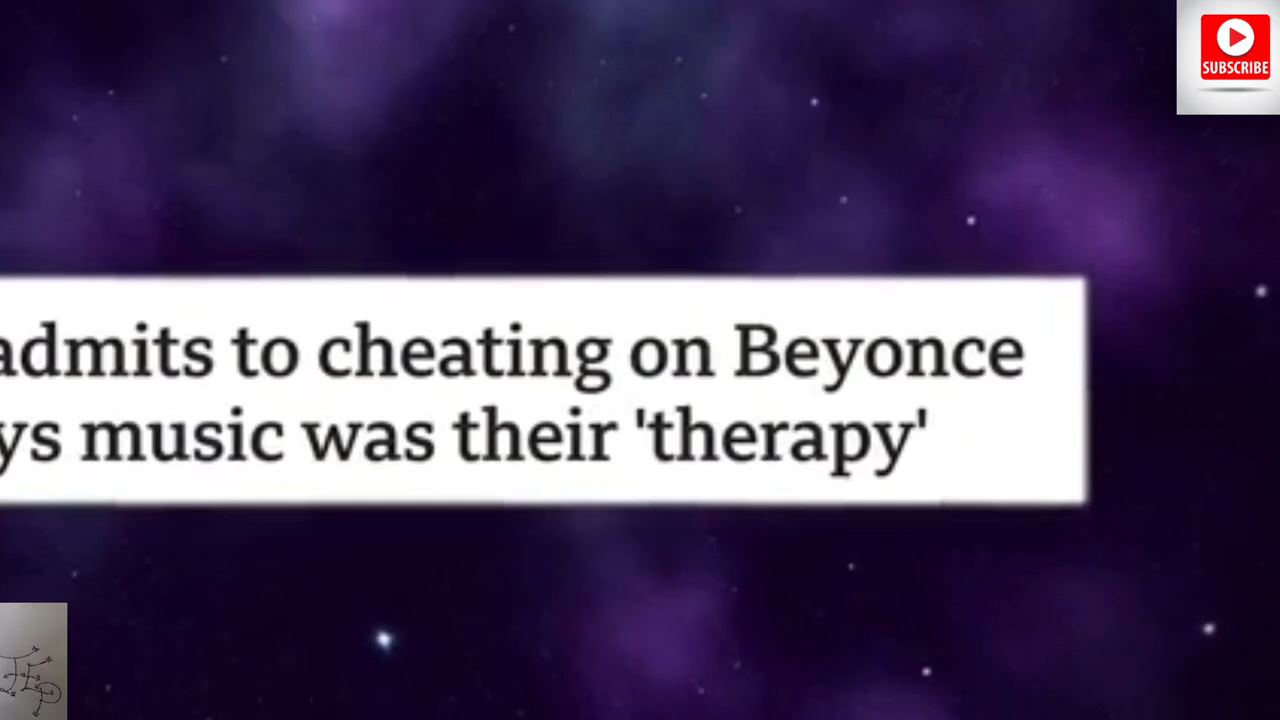 admits to cheating on Beyonce
ys music was their 'therapy'
SUBSCRIBE